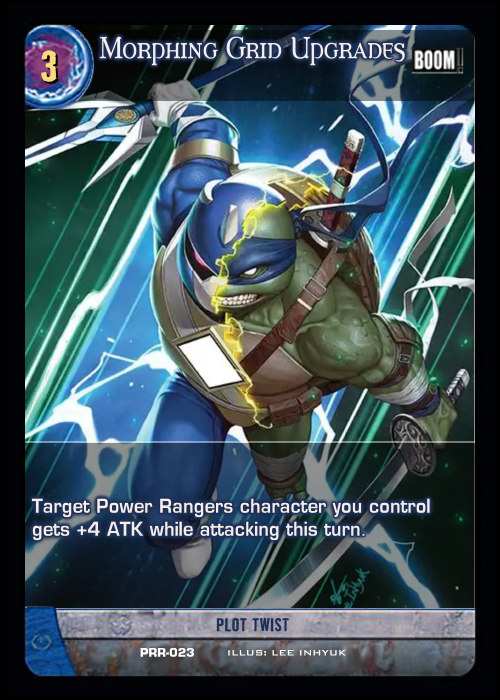 3
Morphing Grid Upgrades
BOOM!
Target Power Rangers character you control
gets +4 ATK while attacking this turn.
PLOT TWIST
PRR-023 ILLUS: LEE INHYUK